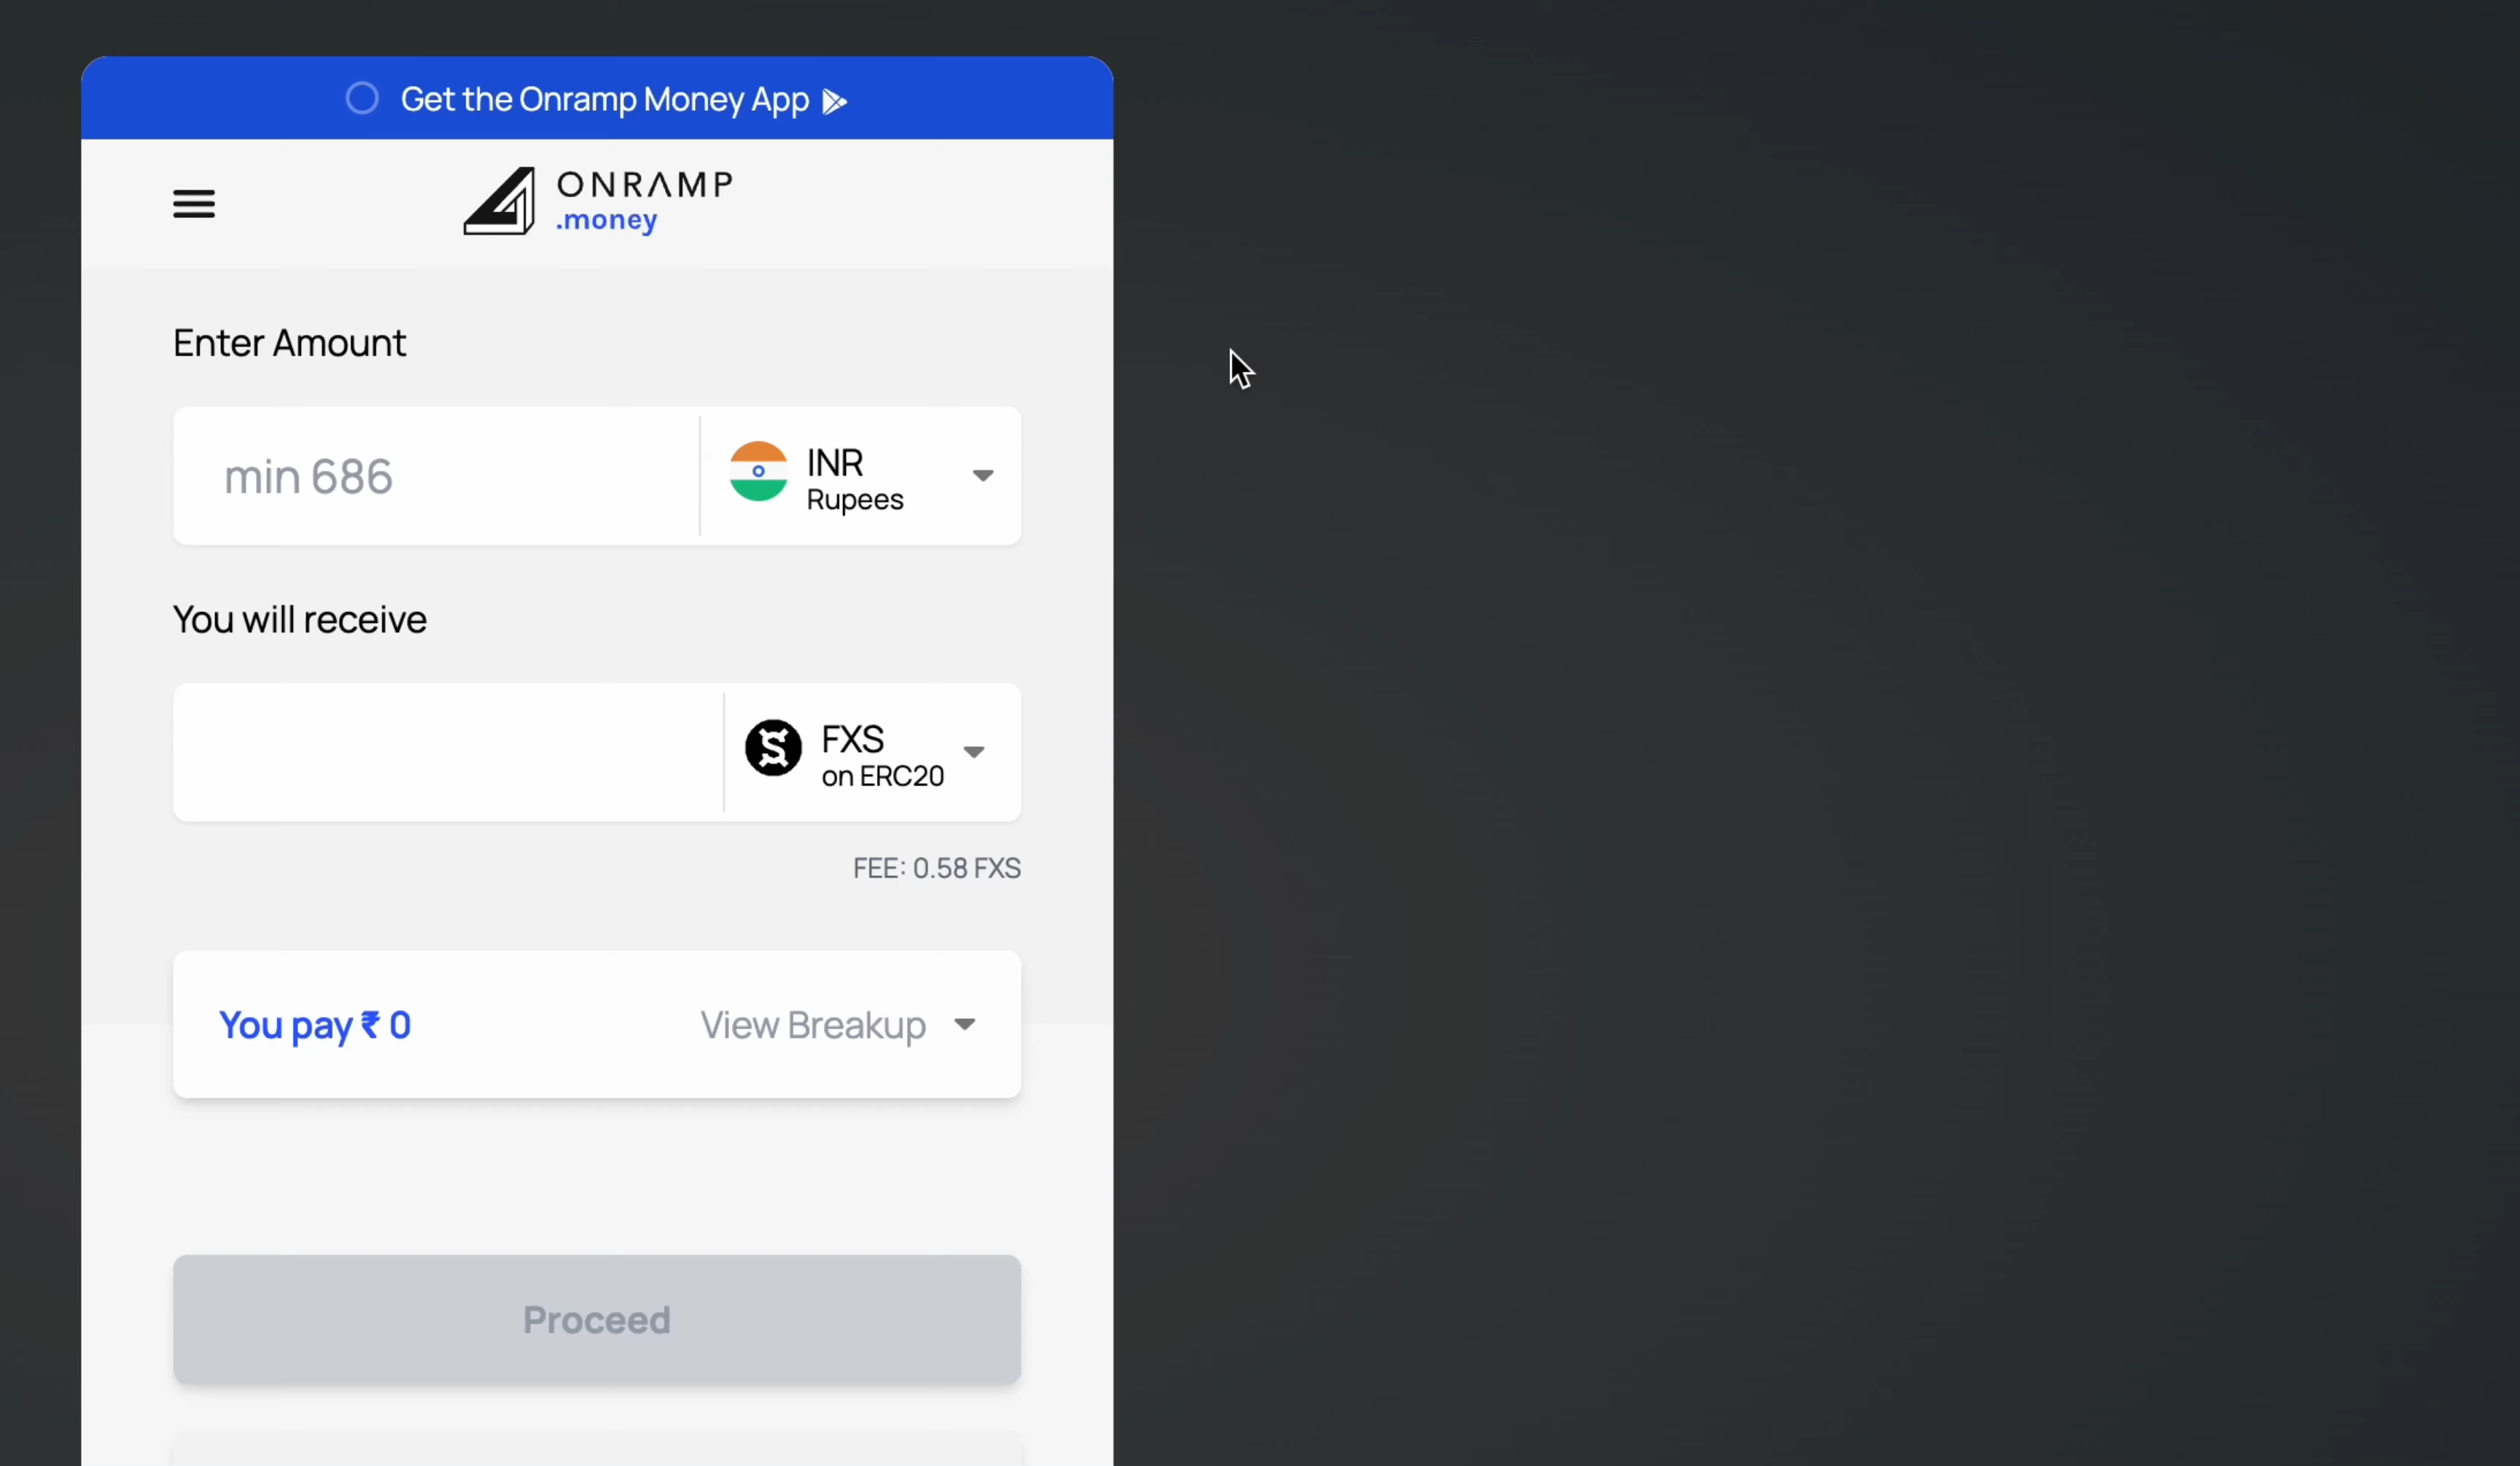 Get the Onramp Money App
ONRAMP
.money
Enter Amount
min 686
INR
Rupees
You will receive
FXS
on ERC20
FEE: 0.58 FXS
You pay ₹ 0
View Breakup
Proceed